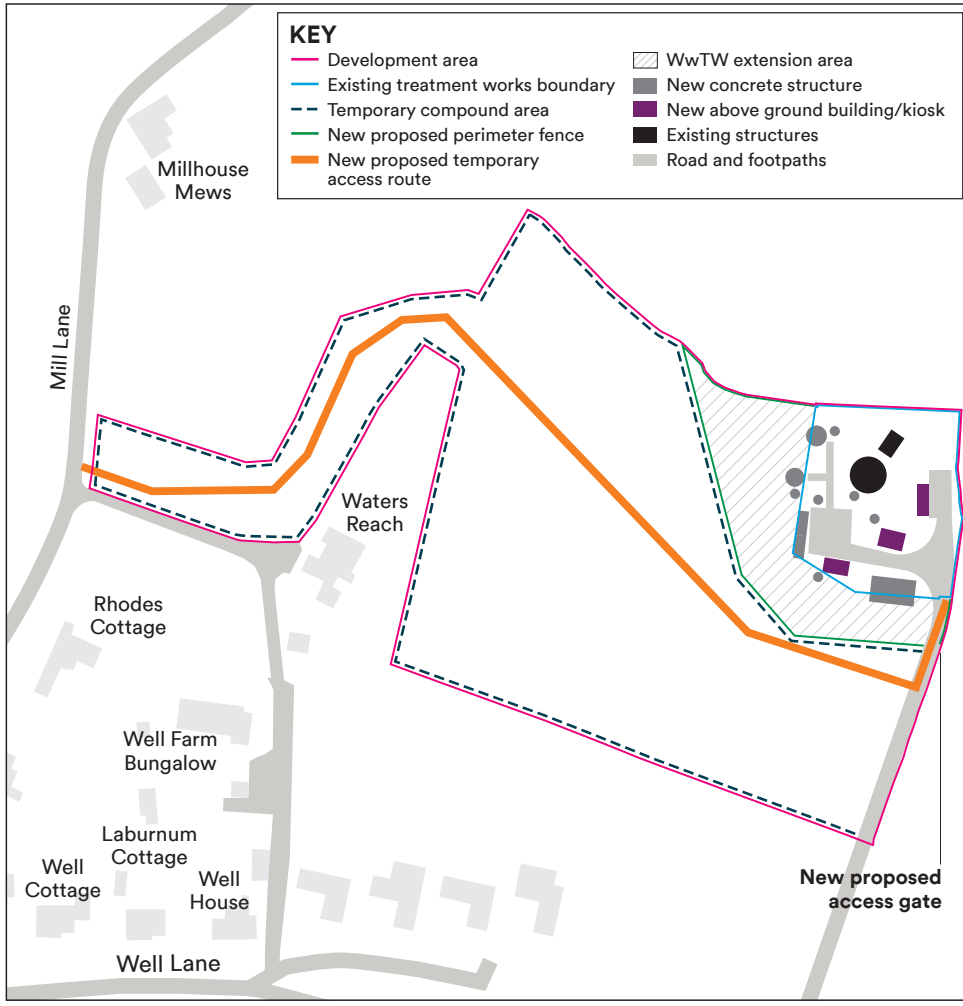 KEY
Development area
Existing treatment works boundary
Temporary compound area
New proposed perimeter fence
New proposed temporary
access route
WwTW extension area
New concrete structure
New above ground building/kiosk
Existing structures
Road and footpaths
Millhouse
Mews
Mill Lane
Waters
Reach
Rhodes
Cottage
Well Farm
Bungalow
Laburnum
Cottage
Well
Cottage
Well
House
Well Lane
New proposed
access gate